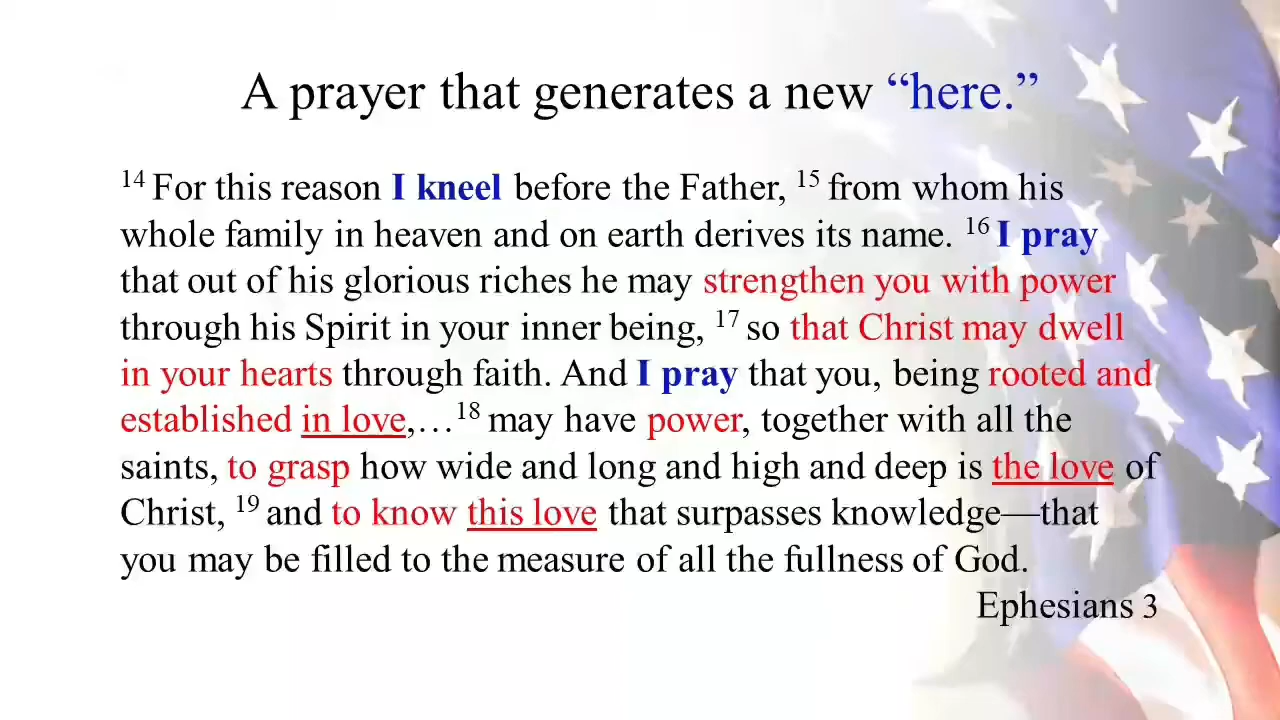 A prayer that generates a new “here.”
14 For this reason I kneel before the Father, 15 from whom his
whole family in heaven and on earth derives its name. 16 I pray
that out of his glorious riches he may strengthen you with power
through his Spirit in your inner being, 17 so that Christ may dwell
in your hearts through faith. And I pray that you, being rooted and
established in love,…18 may have power, together with all the
saints, to grasp how wide and long and high and deep is the love of
Christ, 19 and to know this love that surpasses knowledge—that
you may be filled to the measure of all the fullness of God.
Ephesians 3